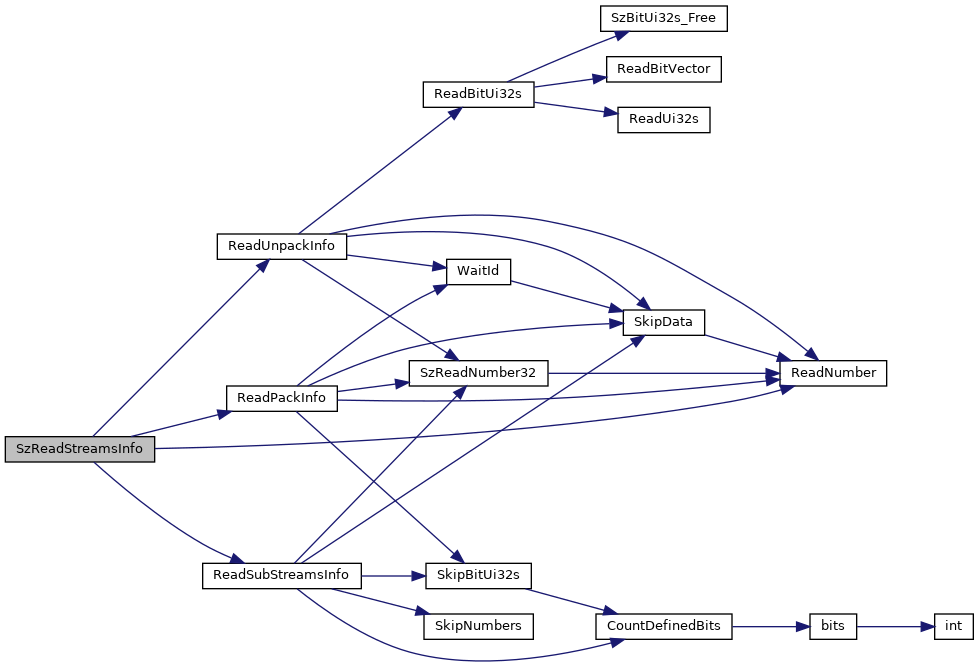 SzBitUi32s_Free
ReadBitVector
ReadBitUi32s
ReadUi32s
ReadUnpackInfo
WaitId
SkipData
SzReadNumber32
ReadNumber
ReadPackInfo
SzReadStreamsInfo
ReadSubStreamsInfo
SkipBitUi32s
SkipNumbers
CountDefinedBits
bits
int